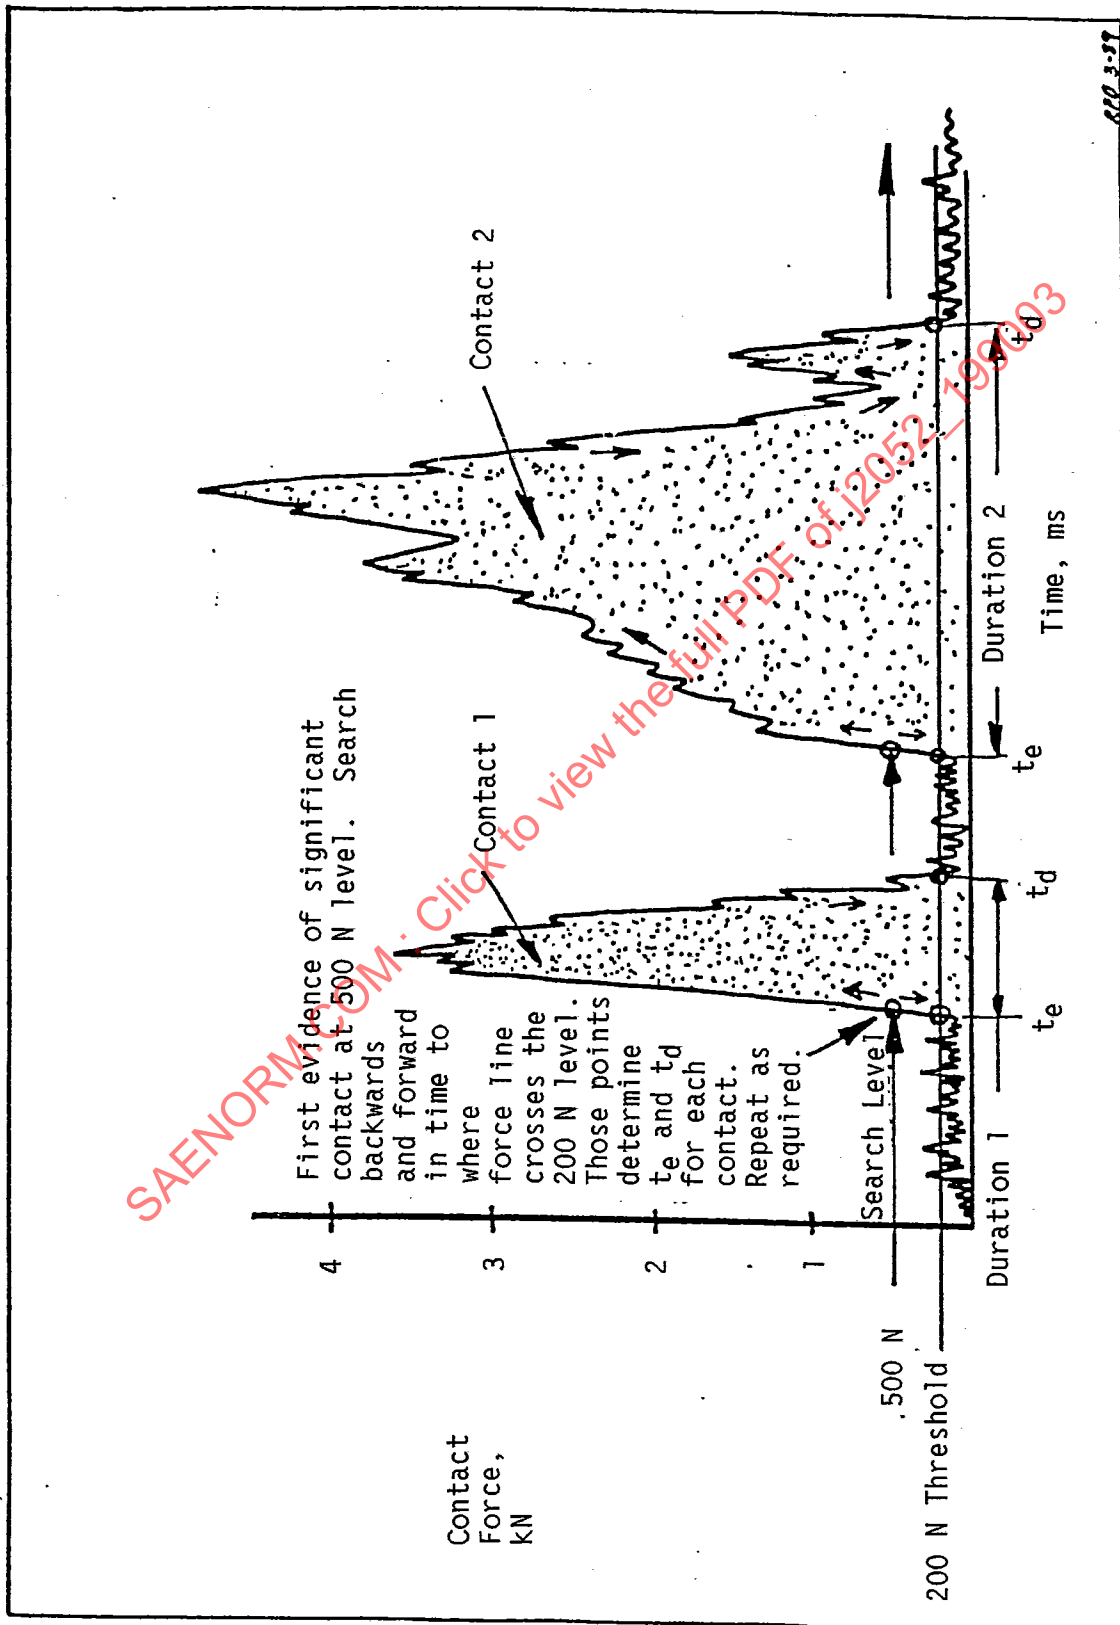 First evidence of significant
contact at 500 N level. Search
backwards
and forward
in time to
where
force line
crosses the
200 N level.
Those points
determine
te and td
for each
contact.
Repeat as
required.
Contact 1
Contact 2
Search Level
4
3
2
1
Contact
Force,
kN
.500 N
200 N Threshold
te
td
te
td
Duration 1
Duration 2
Time, ms
SAENORM.COM : Click to view the full PDF of j2052_199003